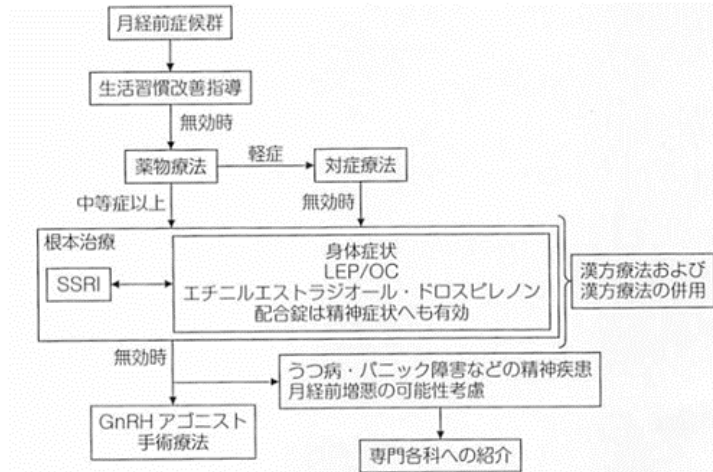 月経前症候群
生活習慣改善指導
無効時
薬物療法
軽症
対症療法
中等症以上
無効時
根本治療
SSRI
身体症状
LEP/OC
エチニルエストラジオール・ドロスピレノン
配合錠は精神症状へも有効
漢方療法および
漢方療法の併用
無効時
うつ病・パニック障害などの精神疾患
月経前増悪の可能性考慮
GnRH アゴニスト
手術療法
専門各科への紹介